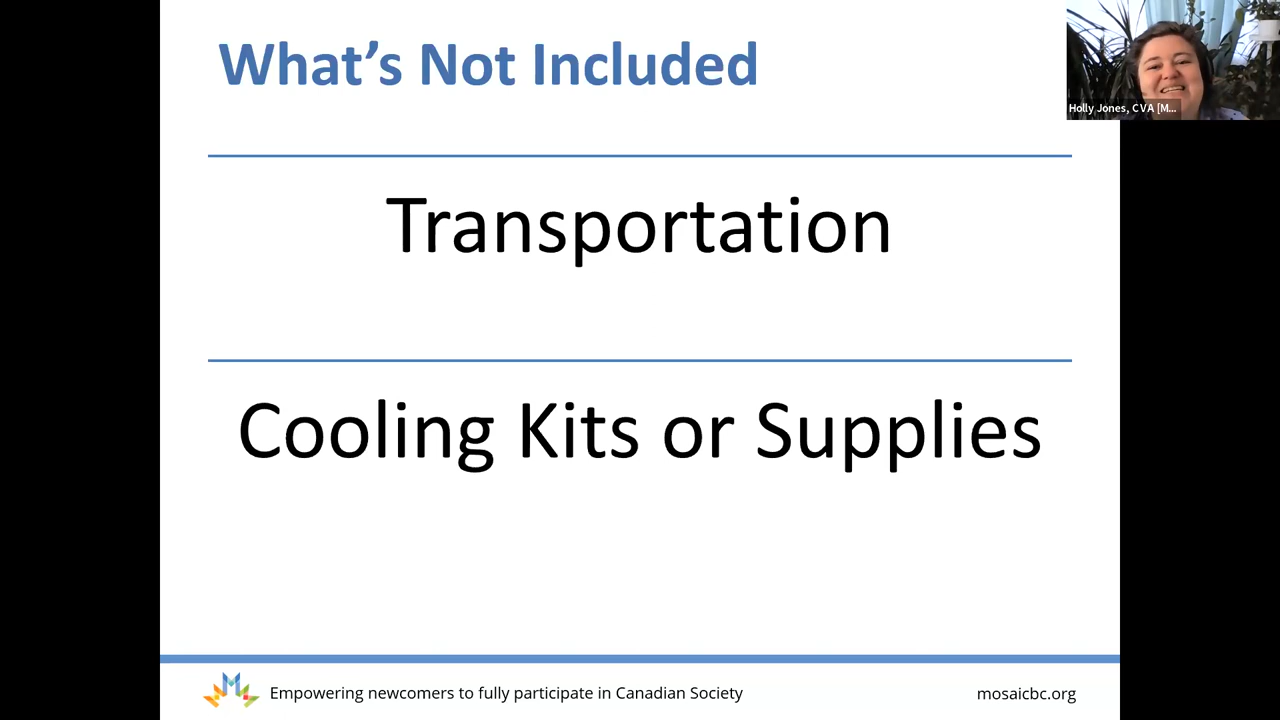 What's Not Included
Holly Jones, CVA [M...
Transportation
Cooling Kits or Supplies
Empowering newcomers to fully participate in Canadian Society
mosaicbc.org